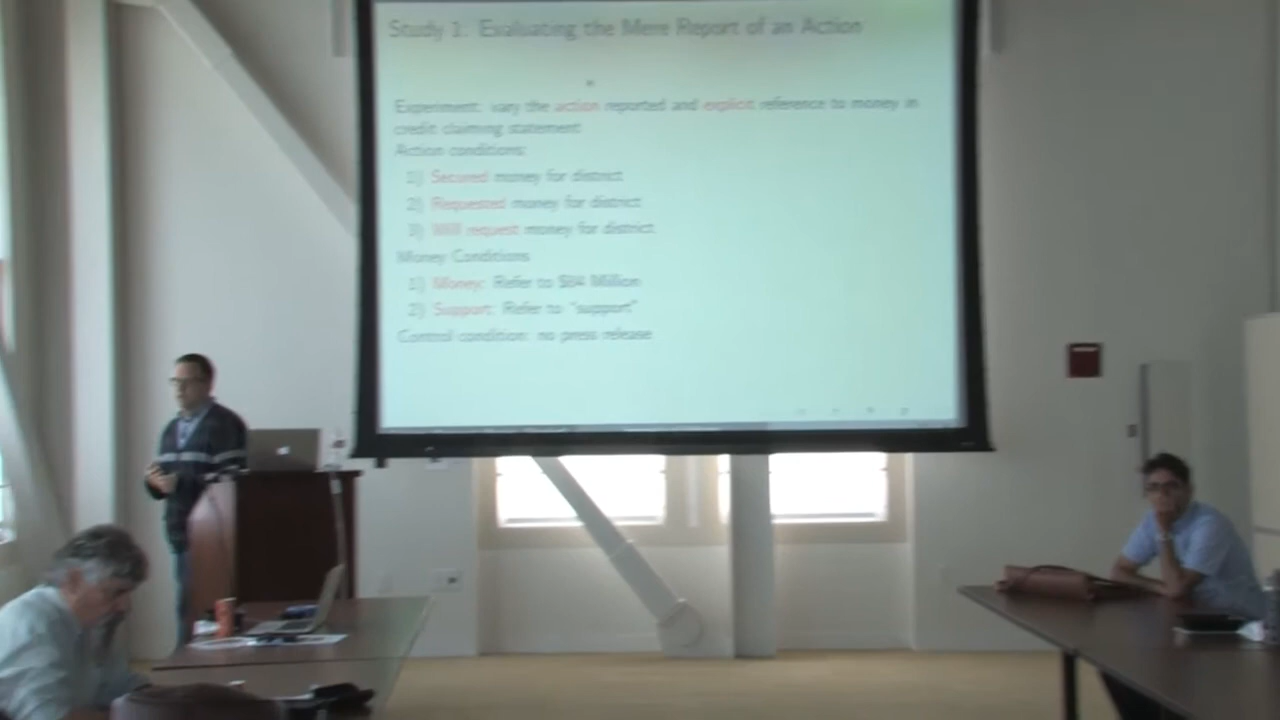 Study 1: Evaluating the Mere Report of an Action
Experiment: vary the action reported and explicit reference to money in
credit claiming statement
Action conditions:
1) Secured money for district
2) Requested money for district
3) Will request money for district
Money Conditions
1) Money: Refer to $84 Million
2) Support: Refer to "support"
Control condition: no press release